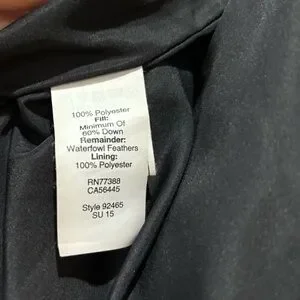 100% Polyester
Fill:
Minimum Of
60% Down
Remainder:
Waterfowl Feathers
Lining:
100% Polyester
RN77388
CA56445
Style 92465
SU 15